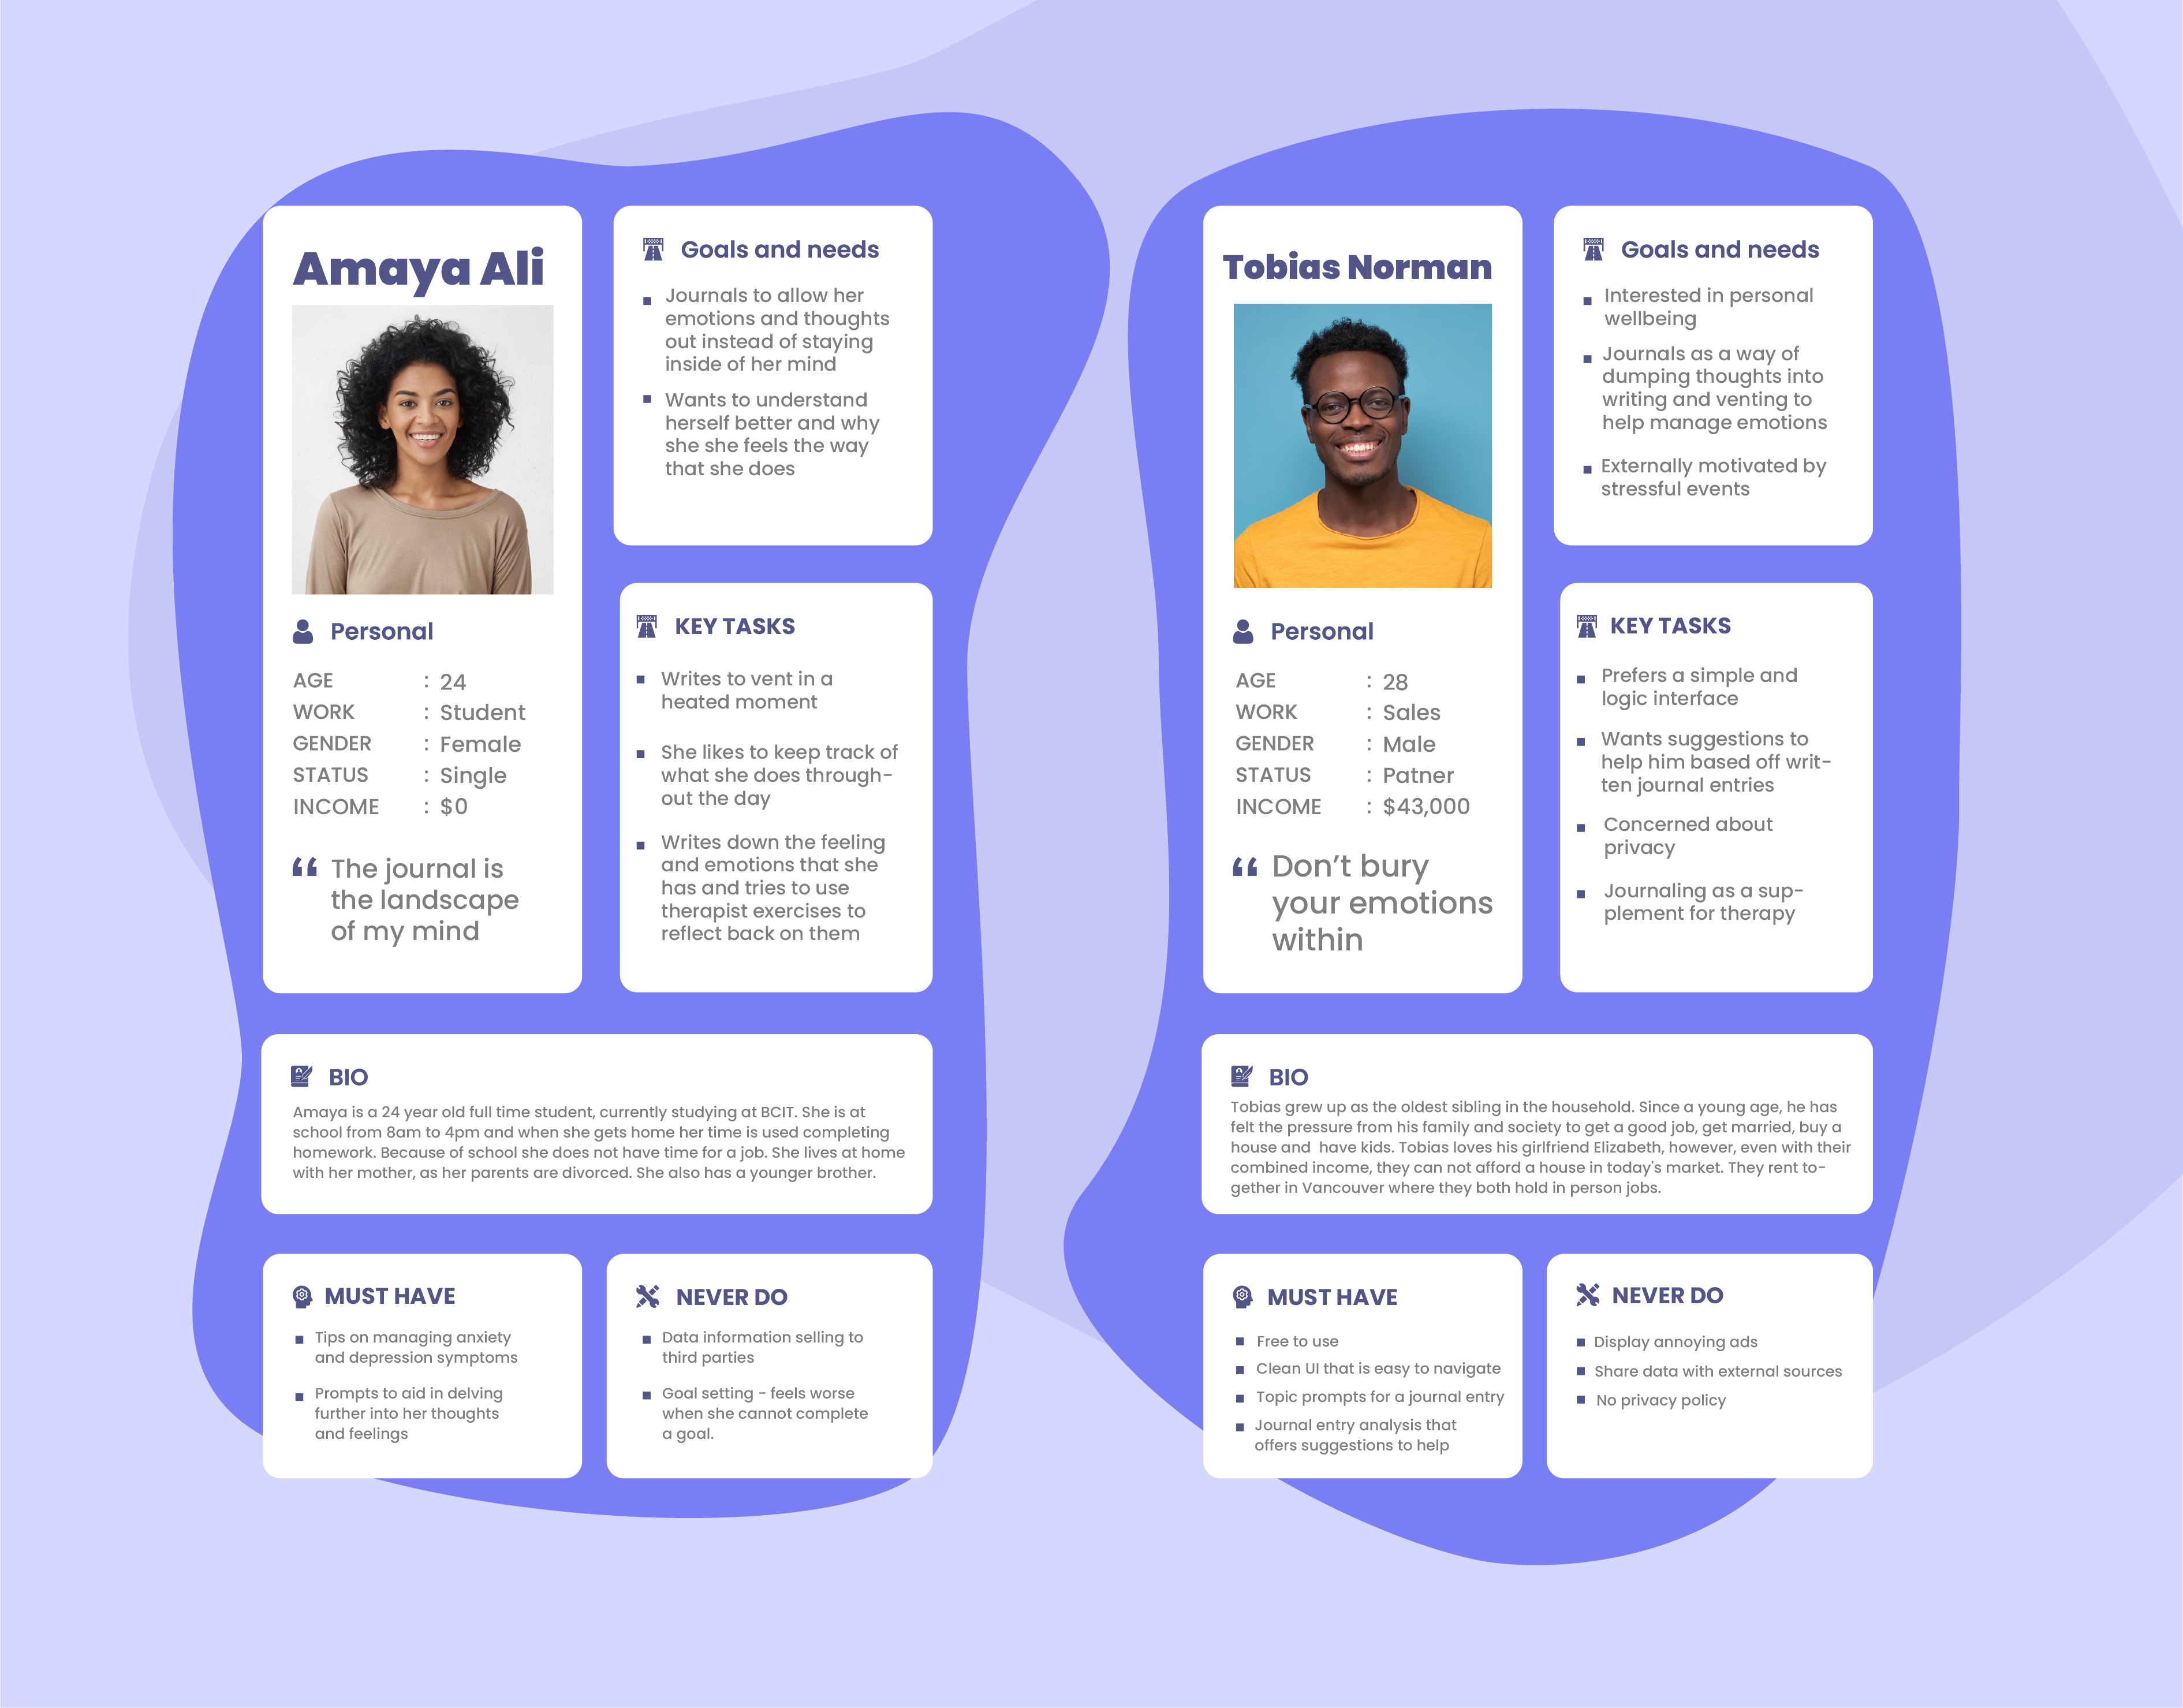 Amaya Ali
Personal
AGE : 24
WORK : Student
GENDER : Female
STATUS : Single
INCOME : $0
“ The journal is
the landscape
of my mind
Goals and needs
Journals to allow her
emotions and thoughts
out instead of staying
inside of her mind
Wants to understand
herself better and why
she she feels the way
that she does
KEY TASKS
Writes to vent in a
heated moment
She likes to keep track of
what she does through-
out the day
Writes down the feeling
and emotions that she
has and tries to use
therapist exercises to
reflect back on them
BIO
Amaya is a 24 year old full time student, currently studying at BCIT. She is at
school from 8am to 4pm and when she gets home her time is used completing
homework. Because of school she does not have time for a job. She lives at home
with her mother, as her parents are divorced. She also has a younger brother.
MUST HAVE
Tips on managing anxiety
and depression symptoms
Prompts to aid in delving
further into her thoughts
and feelings
NEVER DO
Data information selling to
third parties
Goal setting - feels worse
when she cannot complete
a goal.
Tobias Norman
Personal
AGE : 28
WORK : Sales
GENDER : Male
STATUS : Patner
INCOME : $43,000
“ Don’t bury
your emotions
within
Goals and needs
Interested in personal
wellbeing
Journals as a way of
dumping thoughts into
writing and venting to
help manage emotions
Externally motivated by
stressful events
KEY TASKS
Prefers a simple and
logic interface
Wants suggestions to
help him based off writ-
ten journal entries
Concerned about
privacy
Journaling as a sup-
plement for therapy
BIO
Tobias grew up as the oldest sibling in the household. Since a young age, he has
felt the pressure from his family and society to get a good job, get married, buy a
house and  have kids. Tobias loves his girlfriend Elizabeth, however, even with their
combined income, they can not afford a house in today's market. They rent to-
gether in Vancouver where they both hold in person jobs.
MUST HAVE
Free to use
Clean UI that is easy to navigate
Topic prompts for a journal entry
Journal entry analysis that
offers suggestions to help
NEVER DO
Display annoying ads
Share data with external sources
No privacy policy